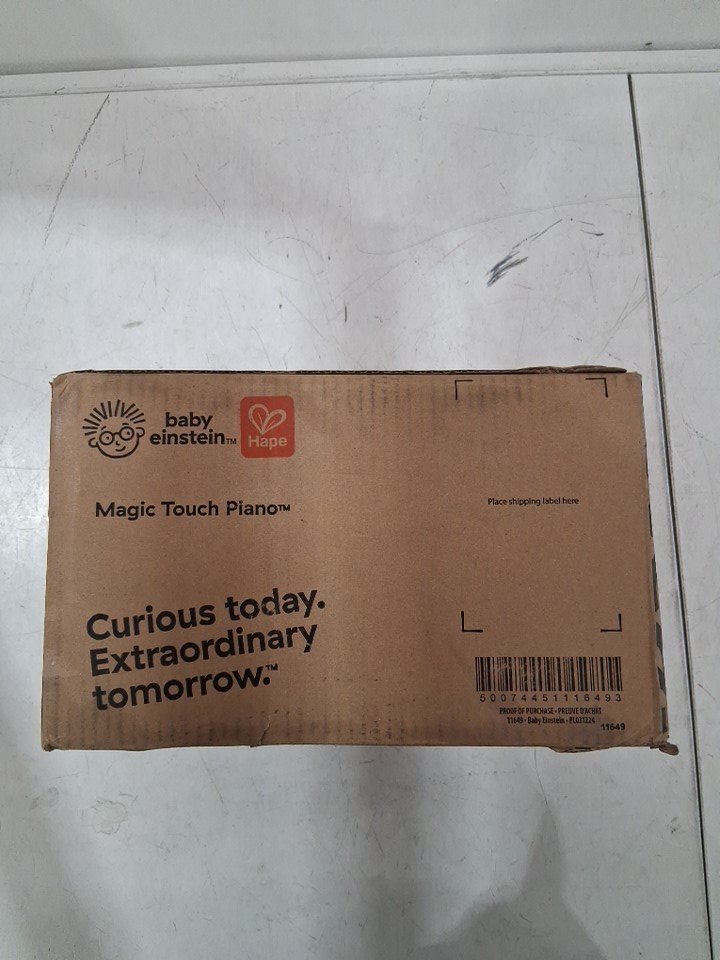 baby
einstein™
Hape
Magic Touch Piano™
Place shipping label here
Curious today.
Extraordinary
tomorrow.™
50074451116493
PROOF OF PURCHASE • PREUVE D'ACHAT
11649 • Baby Einstein • PL031224
11649